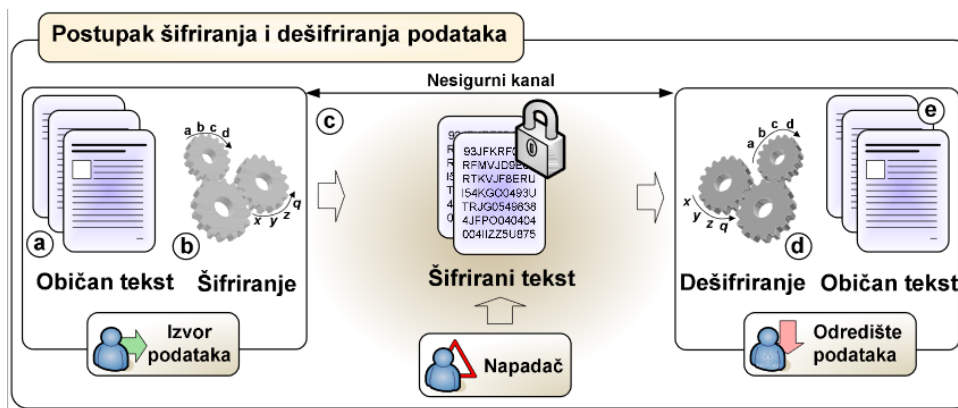 Postupak šifriranja i dešifriranja podataka
Nesigurni kanal
a b c d
x y z q
a
b
Običan tekst
Šifriranje
Izvor
podataka
c
93JFKRF
RFMVJD9E
RTKVJF8ERU
I54KGO0493U
TRJG0549836
4JFPO040404
004IIZZ5U875
Šifrirani tekst
Napadač
a b c d
x y z q
d
e
Dešifriranje
Običan tekst
Odredište
podataka